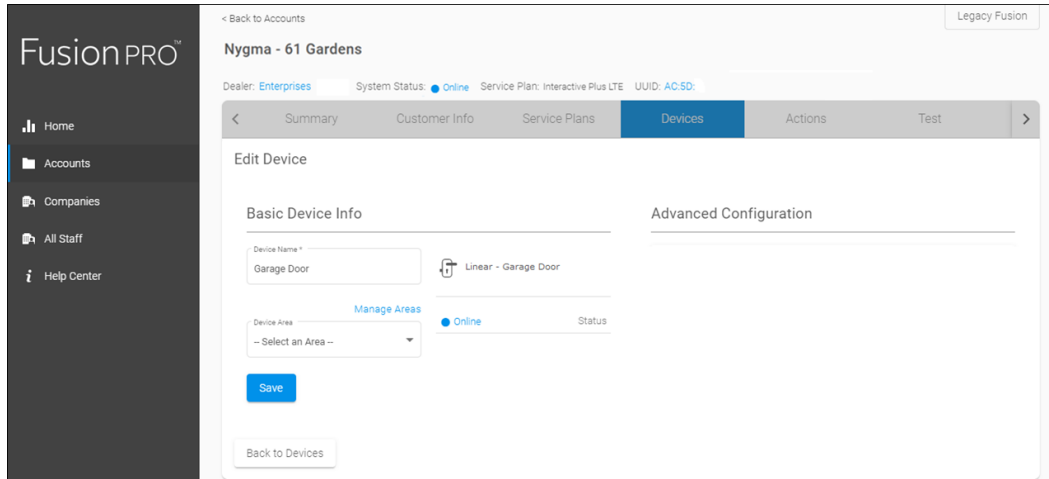 FusionPRO™
Home
Accounts
Companies
All Staff
Help Center
< Back to Accounts
Legacy Fusion
Nygma - 61 Gardens
Dealer: Enterprises System Status: Online Service Plan: Interactive Plus LTE UUID: AC:5D:
< Summary Customer Info Service Plans Devices Actions Test >
Edit Device
Basic Device Info
Device Name *
Garage Door
Linear - Garage Door
Manage Areas
Device Area
-- Select an Area --
Online Status
Save
Back to Devices
Advanced Configuration